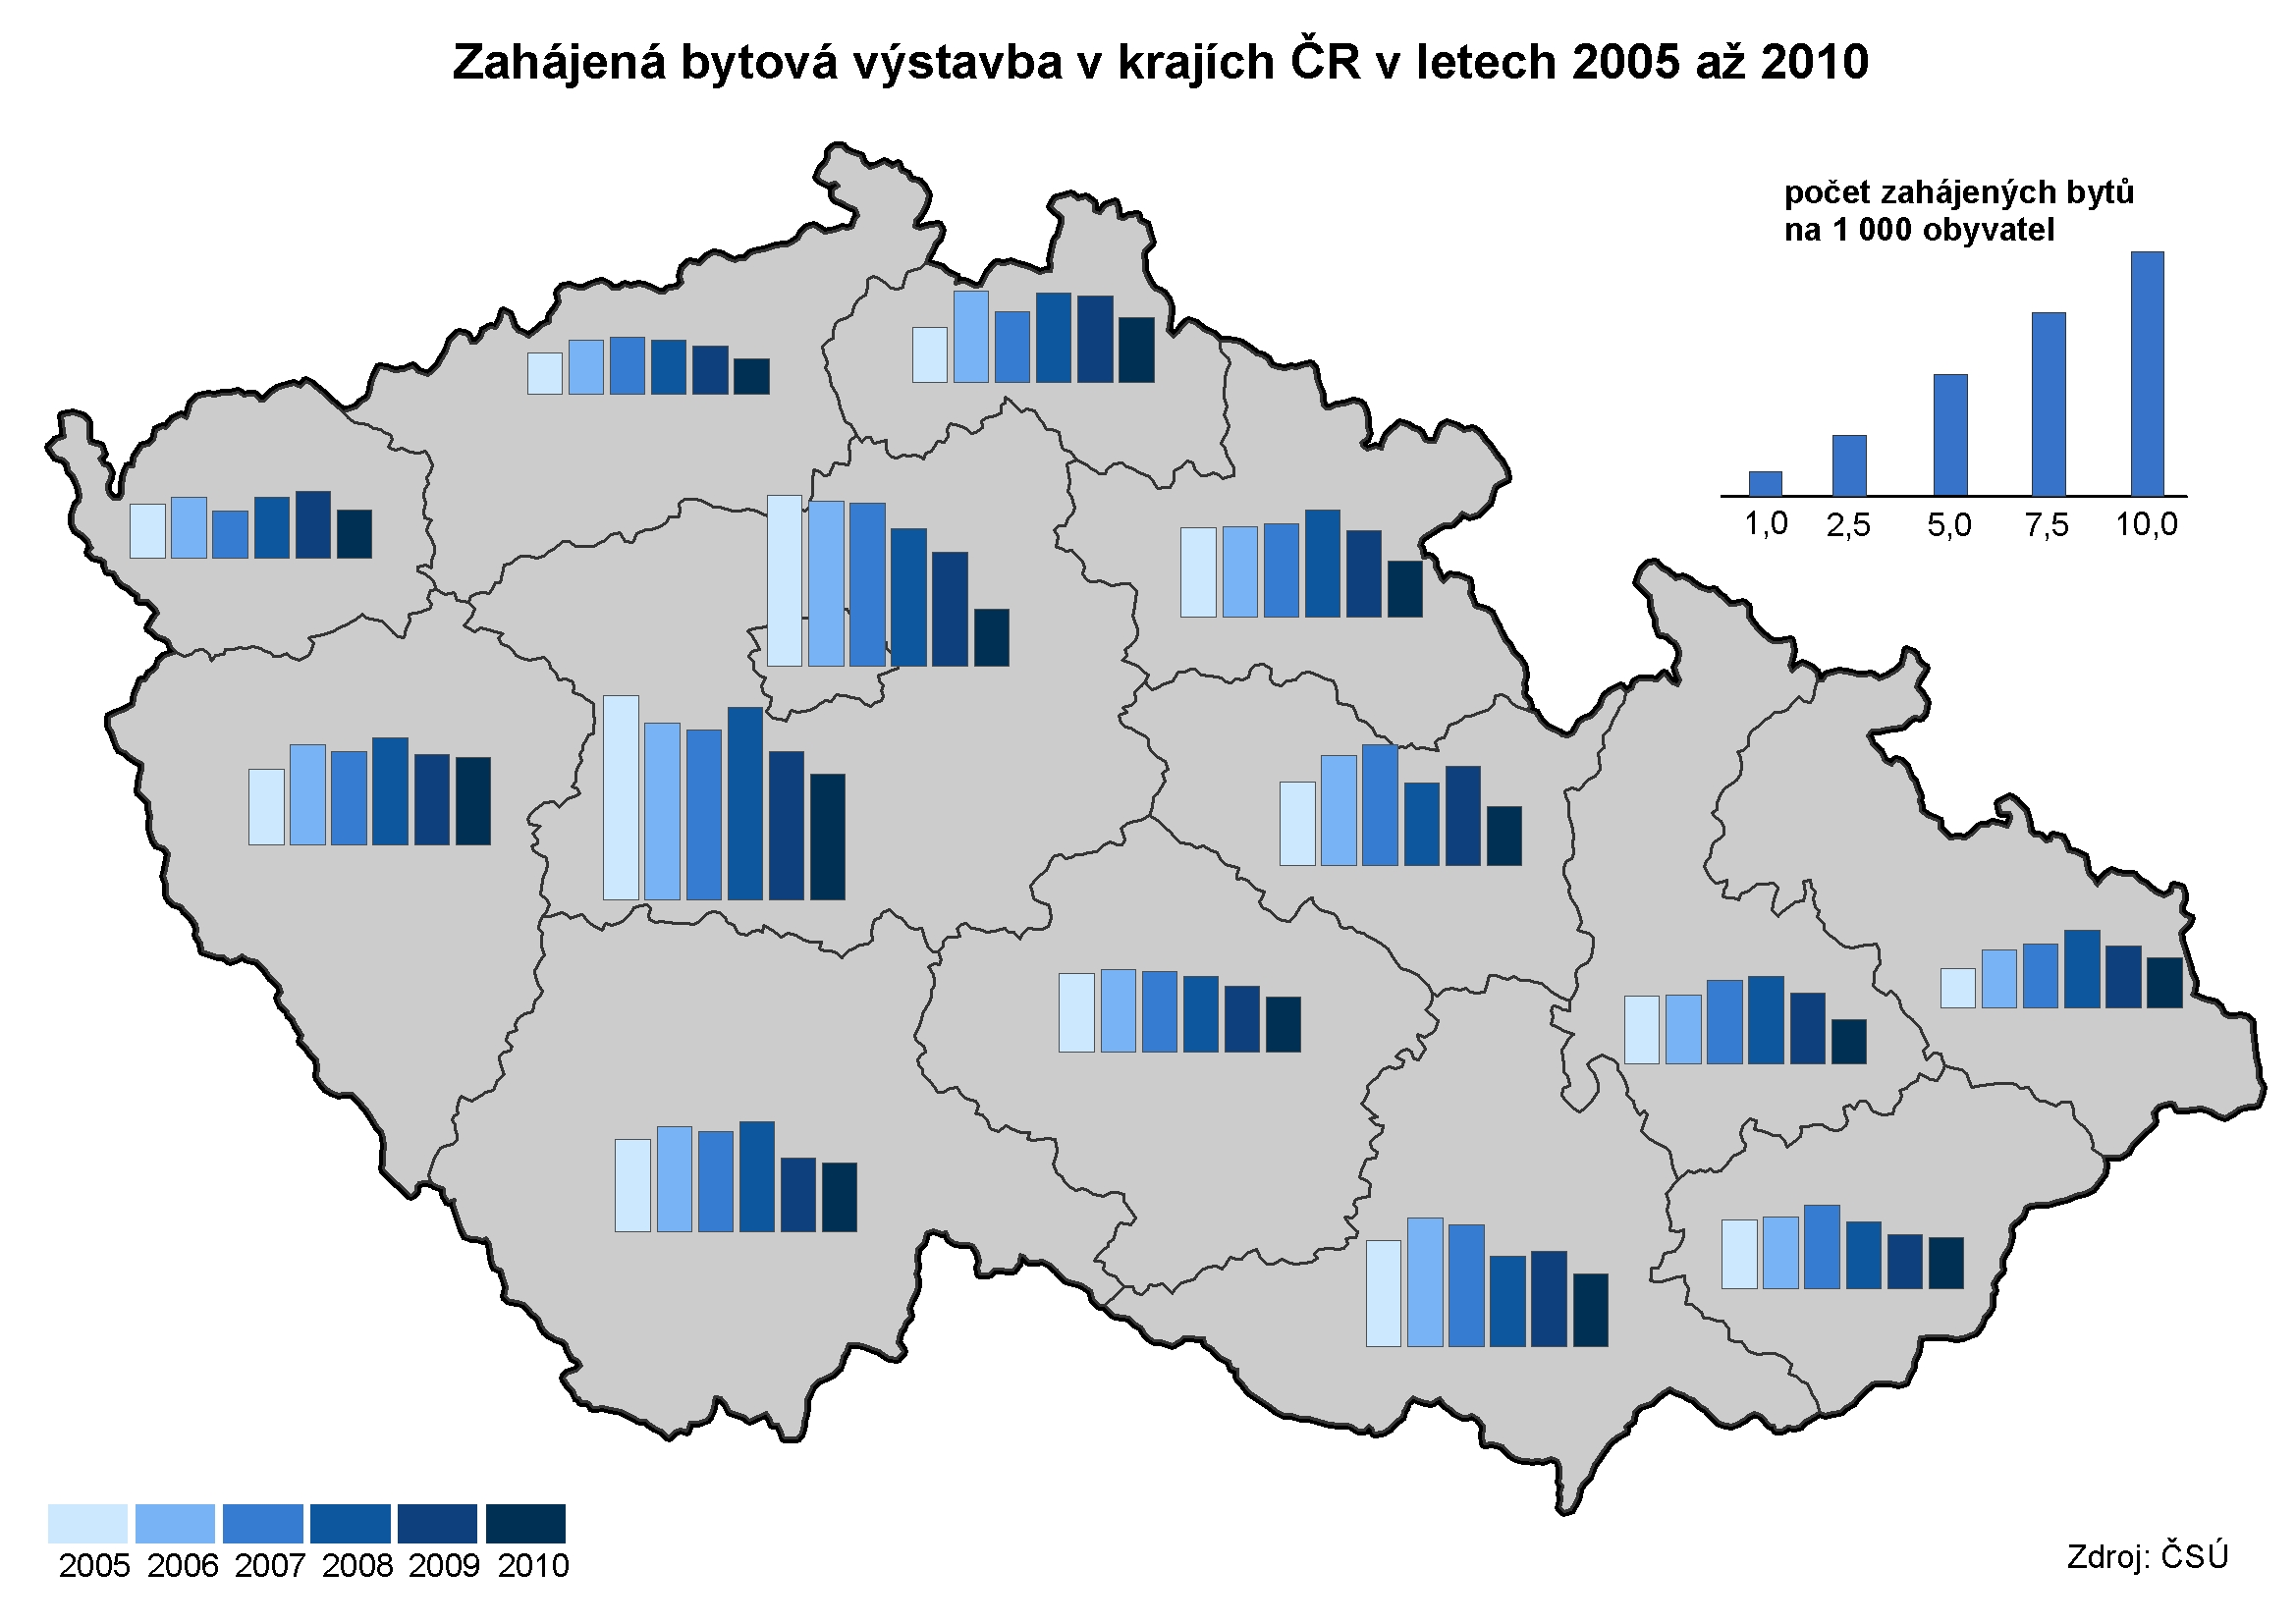 Zahájená bytová výstavba v krajích ČR v letech 2005 až 2010
počet zahájených bytů
na 1 000 obyvatel
1,0 2,5 5,0 7,5 10,0
2005 2006 2007 2008 2009 2010
Zdroj: ČSÚ